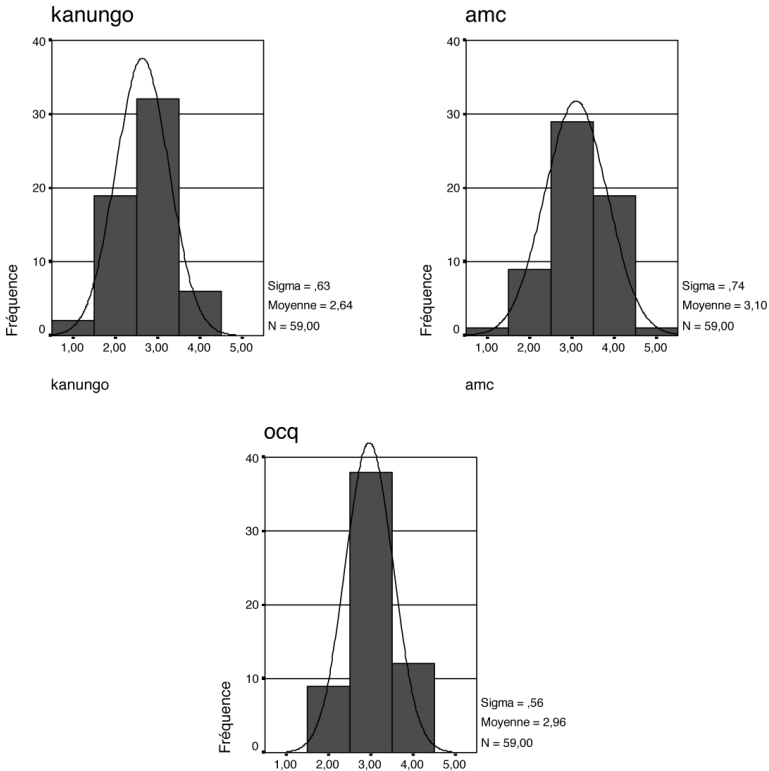 kanungo
40
30
20
10
0
Fréquence
1,00 2,00 3,00 4,00 5,00
Sigma = ,63
Moyenne = 2,64
N = 59,00
kanungo
amc
40
30
20
10
0
Fréquence
1,00 2,00 3,00 4,00 5,00
Sigma = ,74
Moyenne = 3,10
N = 59,00
amc
ocq
40
30
20
10
0
Fréquence
1,00 2,00 3,00 4,00 5,00
Sigma = ,56
Moyenne = 2,96
N = 59,00